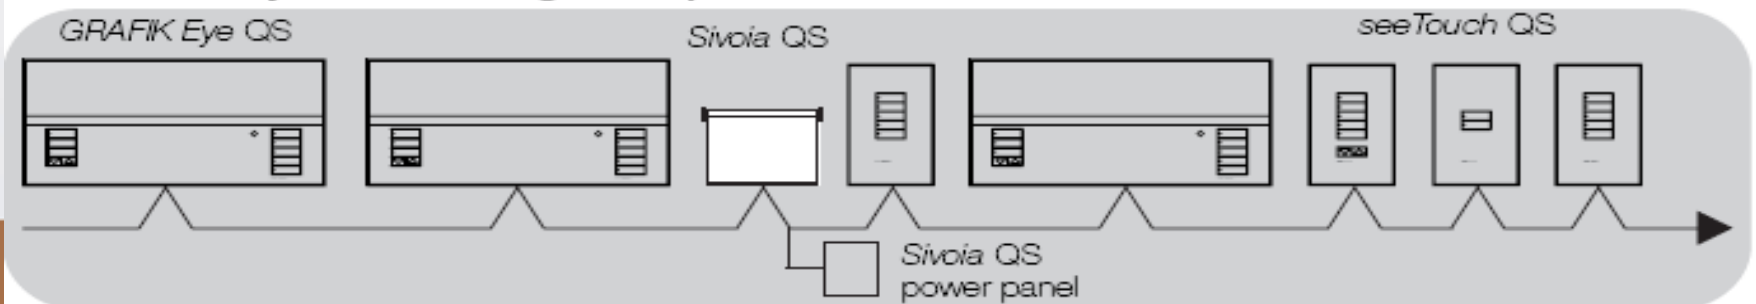 GRAFIK Eye QS
Sivoia QS
seeTouch QS
Sivoia QS
power panel